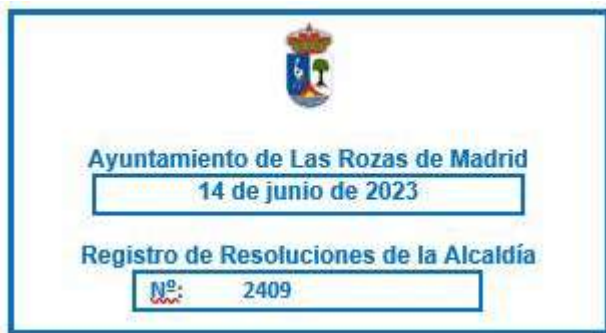 Ayuntamiento de Las Rozas de Madrid
14 de junio de 2023
Registro de Resoluciones de la Alcaldía
Nº: 2409